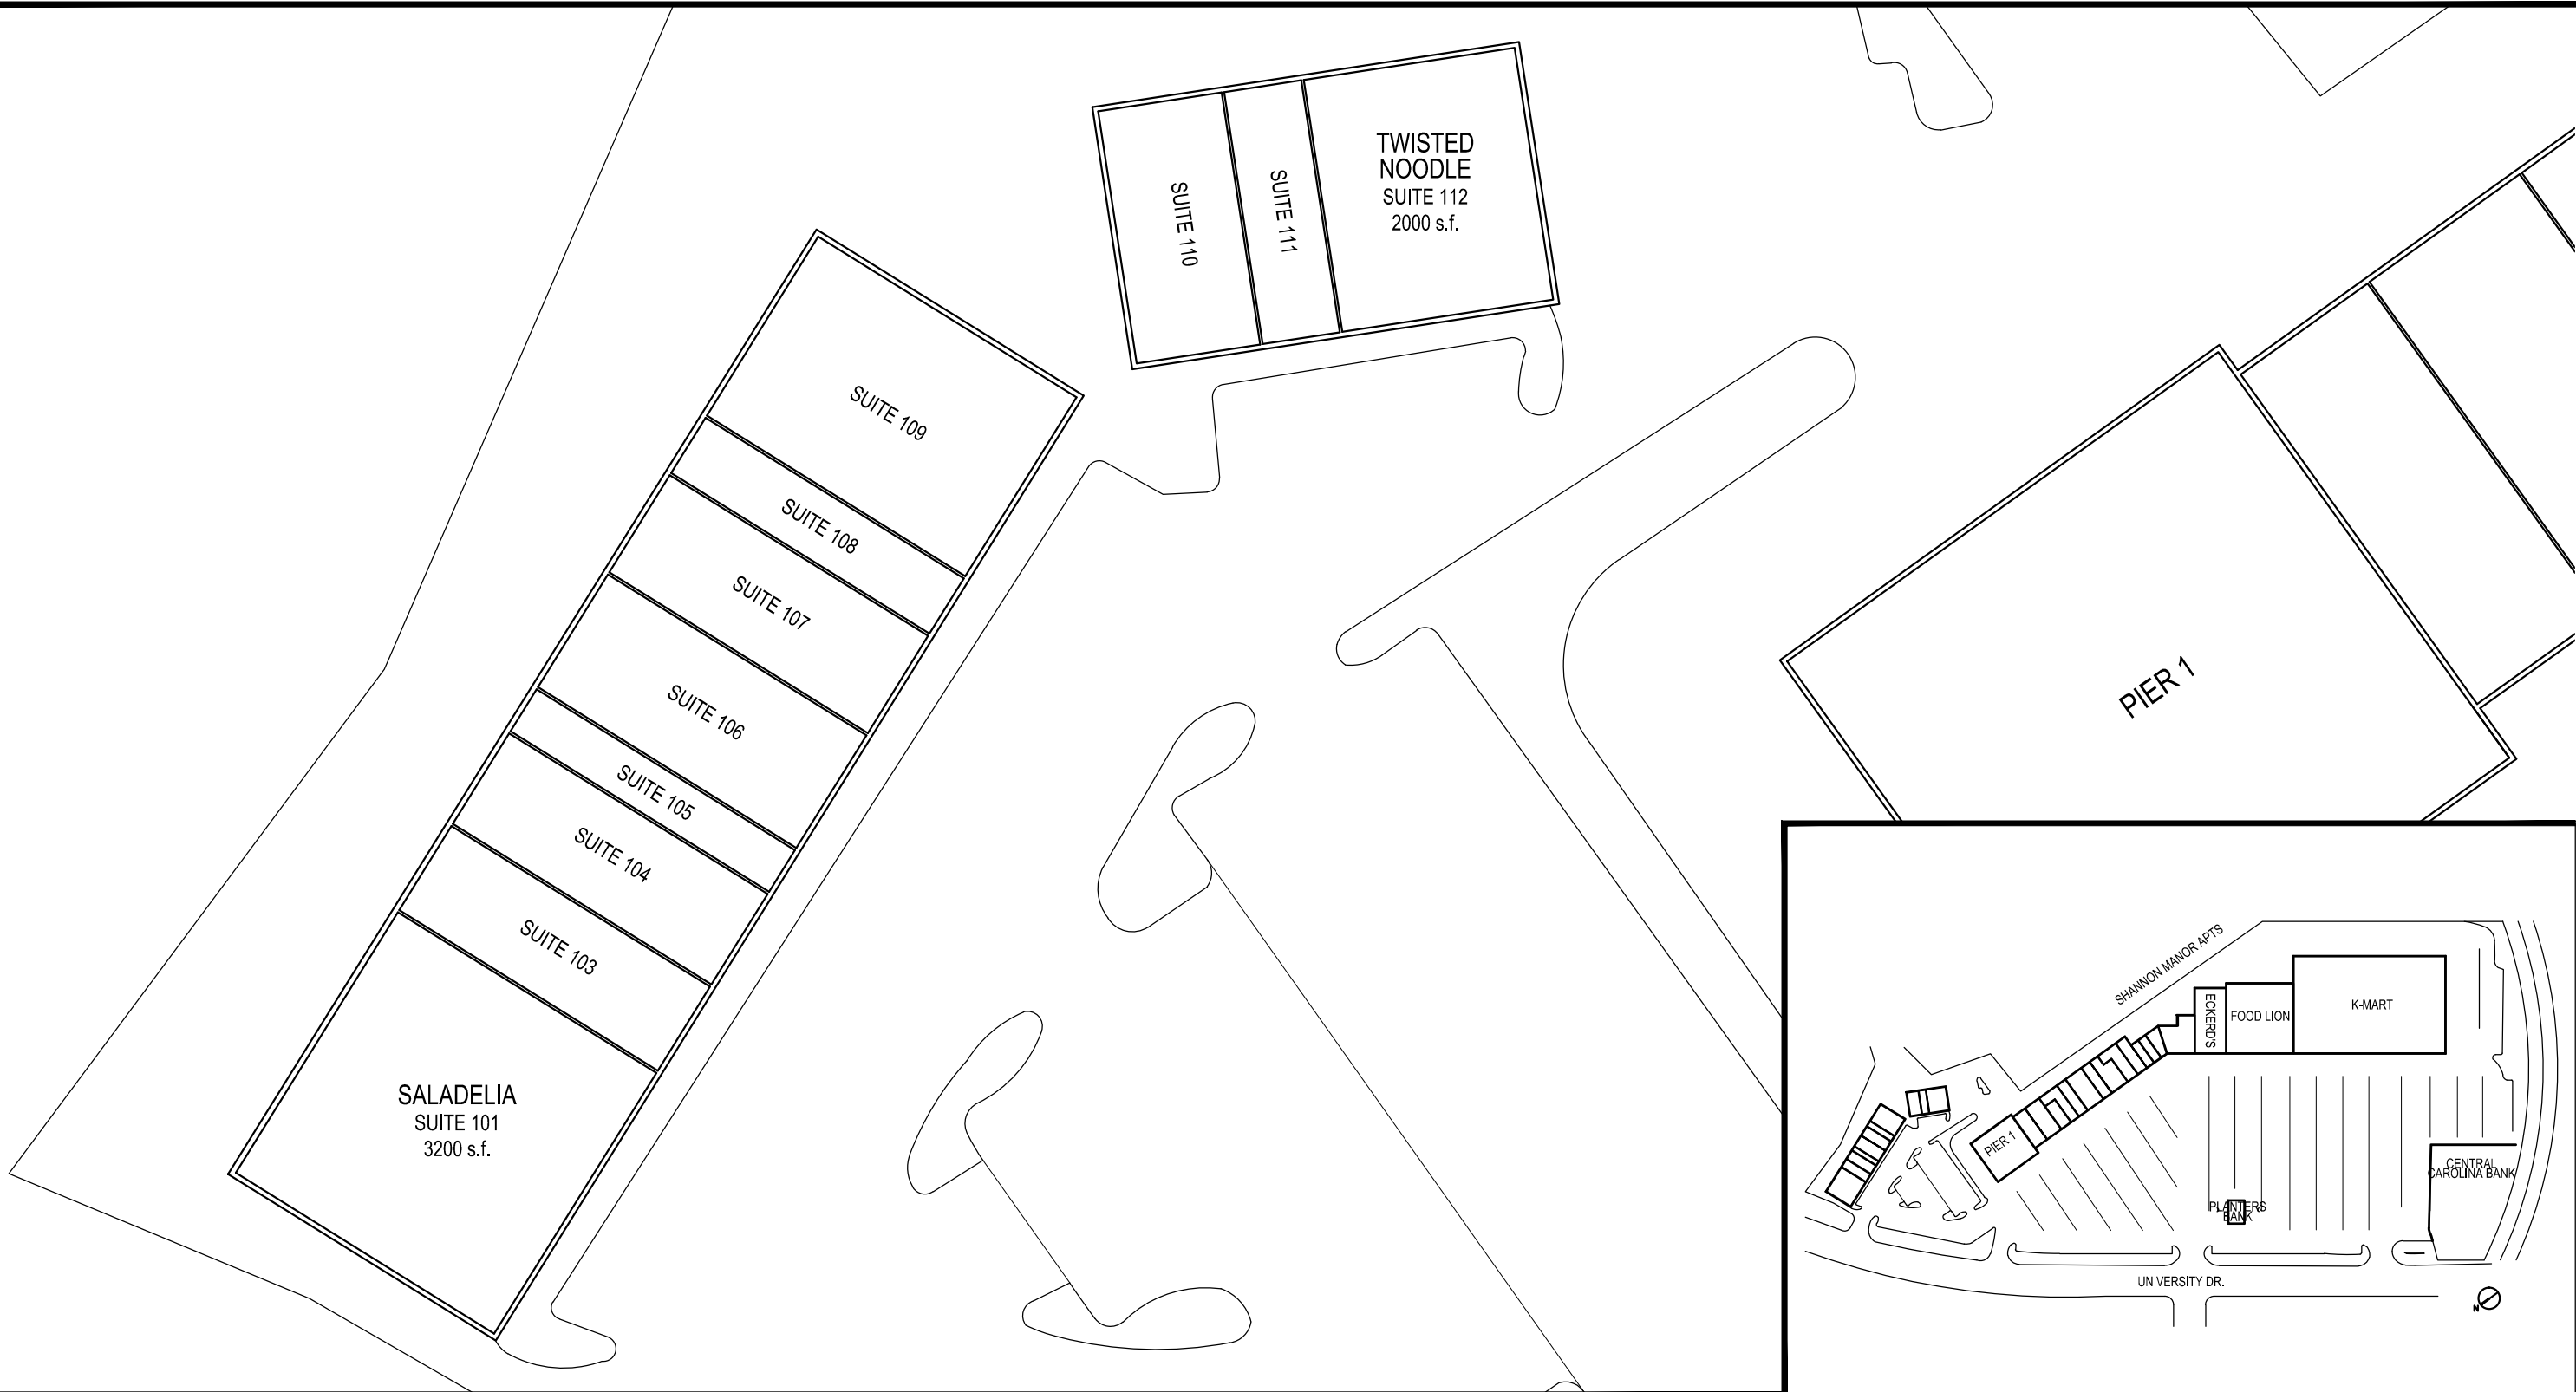 TWISTED
NOODLE
SUITE 112
2000 s.f.
SUITE 110
SUITE 111
SUITE 109
SUITE 108
SUITE 107
SUITE 106
SUITE 105
SUITE 104
SUITE 103
SALADELIA
SUITE 101
3200 s.f.
PIER 1
SHANNON MANOR APTS
ECKERD'S
FOOD LION
K-MART
PIER 1
CENTRAL
CAROLINA BANK
PLANTERS
BANK
UNIVERSITY DR.
N